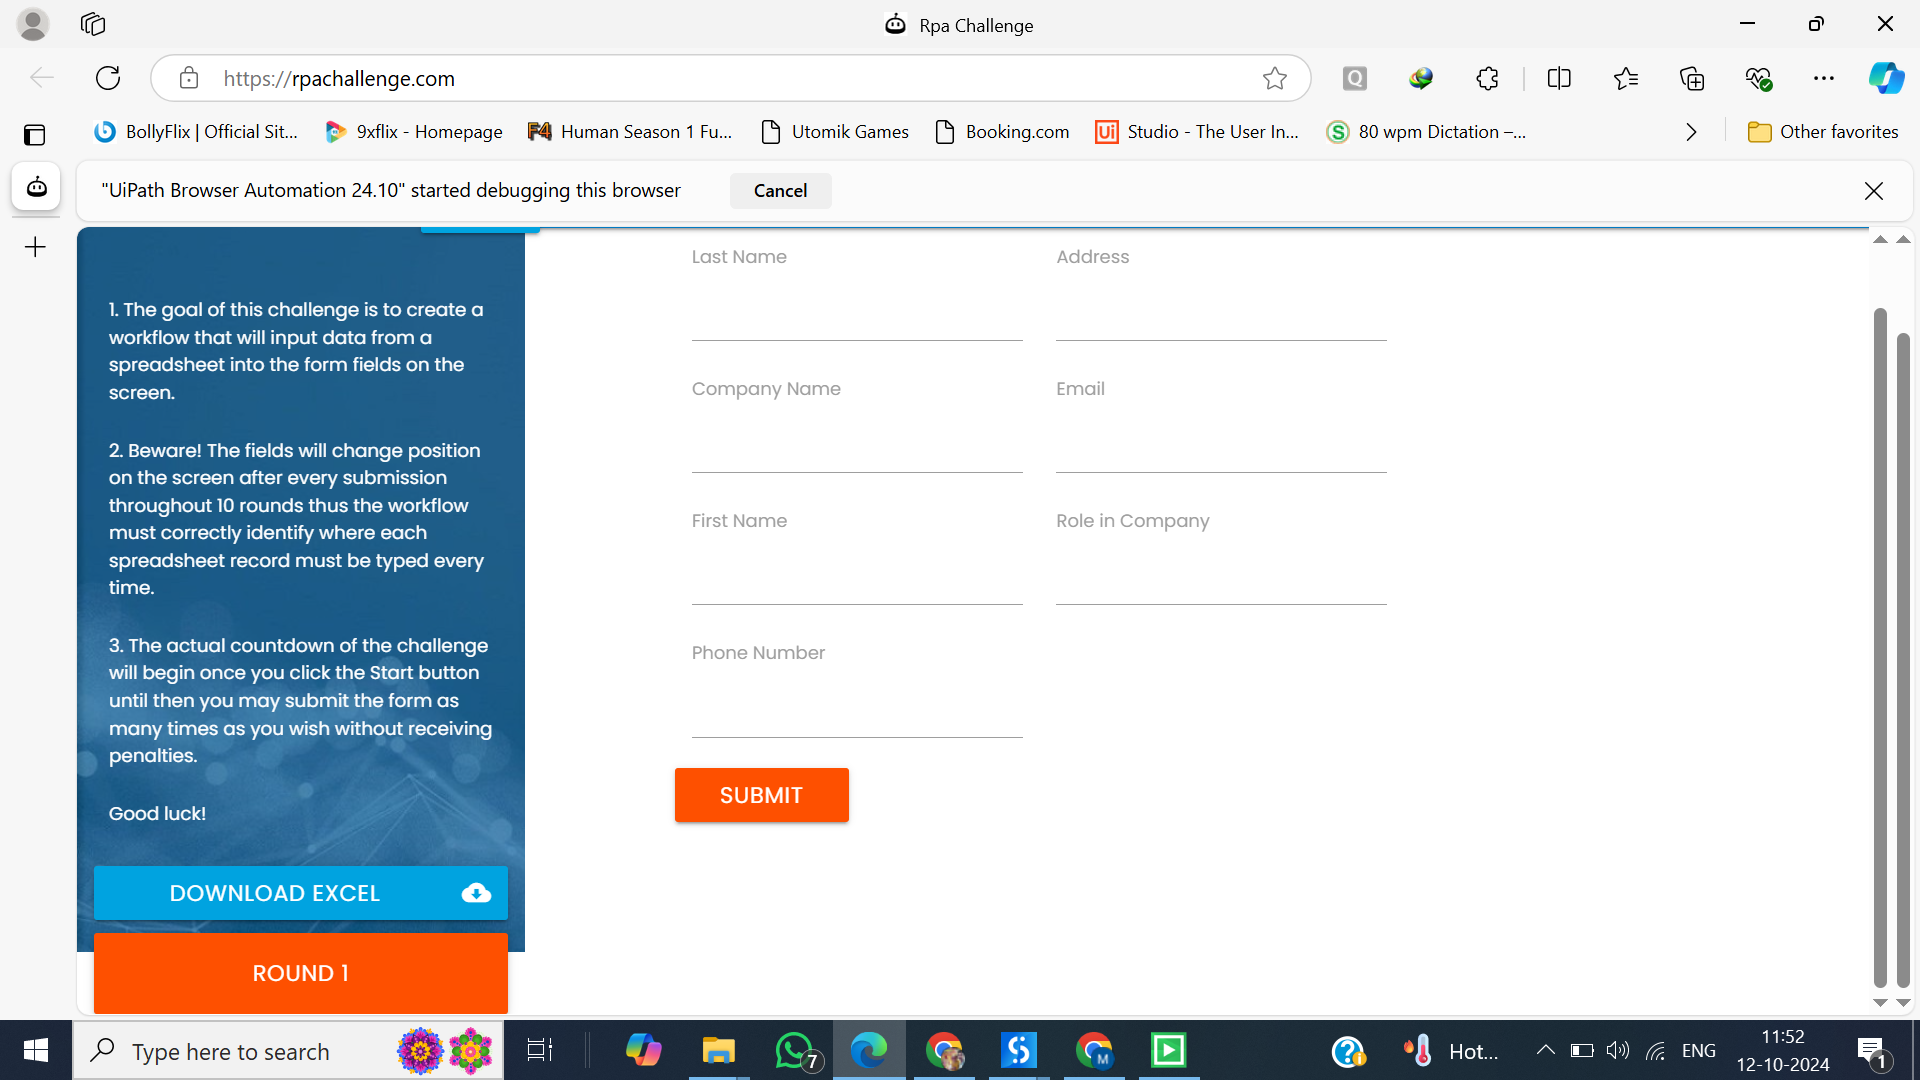 Rpa Challenge
https://rpachallenge.com
BollyFlix | Official Sit...
9xflix - Homepage
F4 Human Season 1 Fu...
Utomik Games
Booking.com
Ui Studio - The User In...
S 80 wpm Dictation –...
Other favorites
"UiPath Browser Automation 24.10" started debugging this browser
Cancel
1. The goal of this challenge is to create a
workflow that will input data from a
spreadsheet into the form fields on the
screen.
2. Beware! The fields will change position
on the screen after every submission
throughout 10 rounds thus the workflow
must correctly identify where each
spreadsheet record must be typed every
time.
3. The actual countdown of the challenge
will begin once you click the Start button
until then you may submit the form as
many times as you wish without receiving
penalties.
Good luck!
DOWNLOAD EXCEL
ROUND 1
Last Name
Address
Company Name
Email
First Name
Role in Company
Phone Number
SUBMIT
Type here to search
7
M
Hot...
ENG
11:52
12-10-2024
1